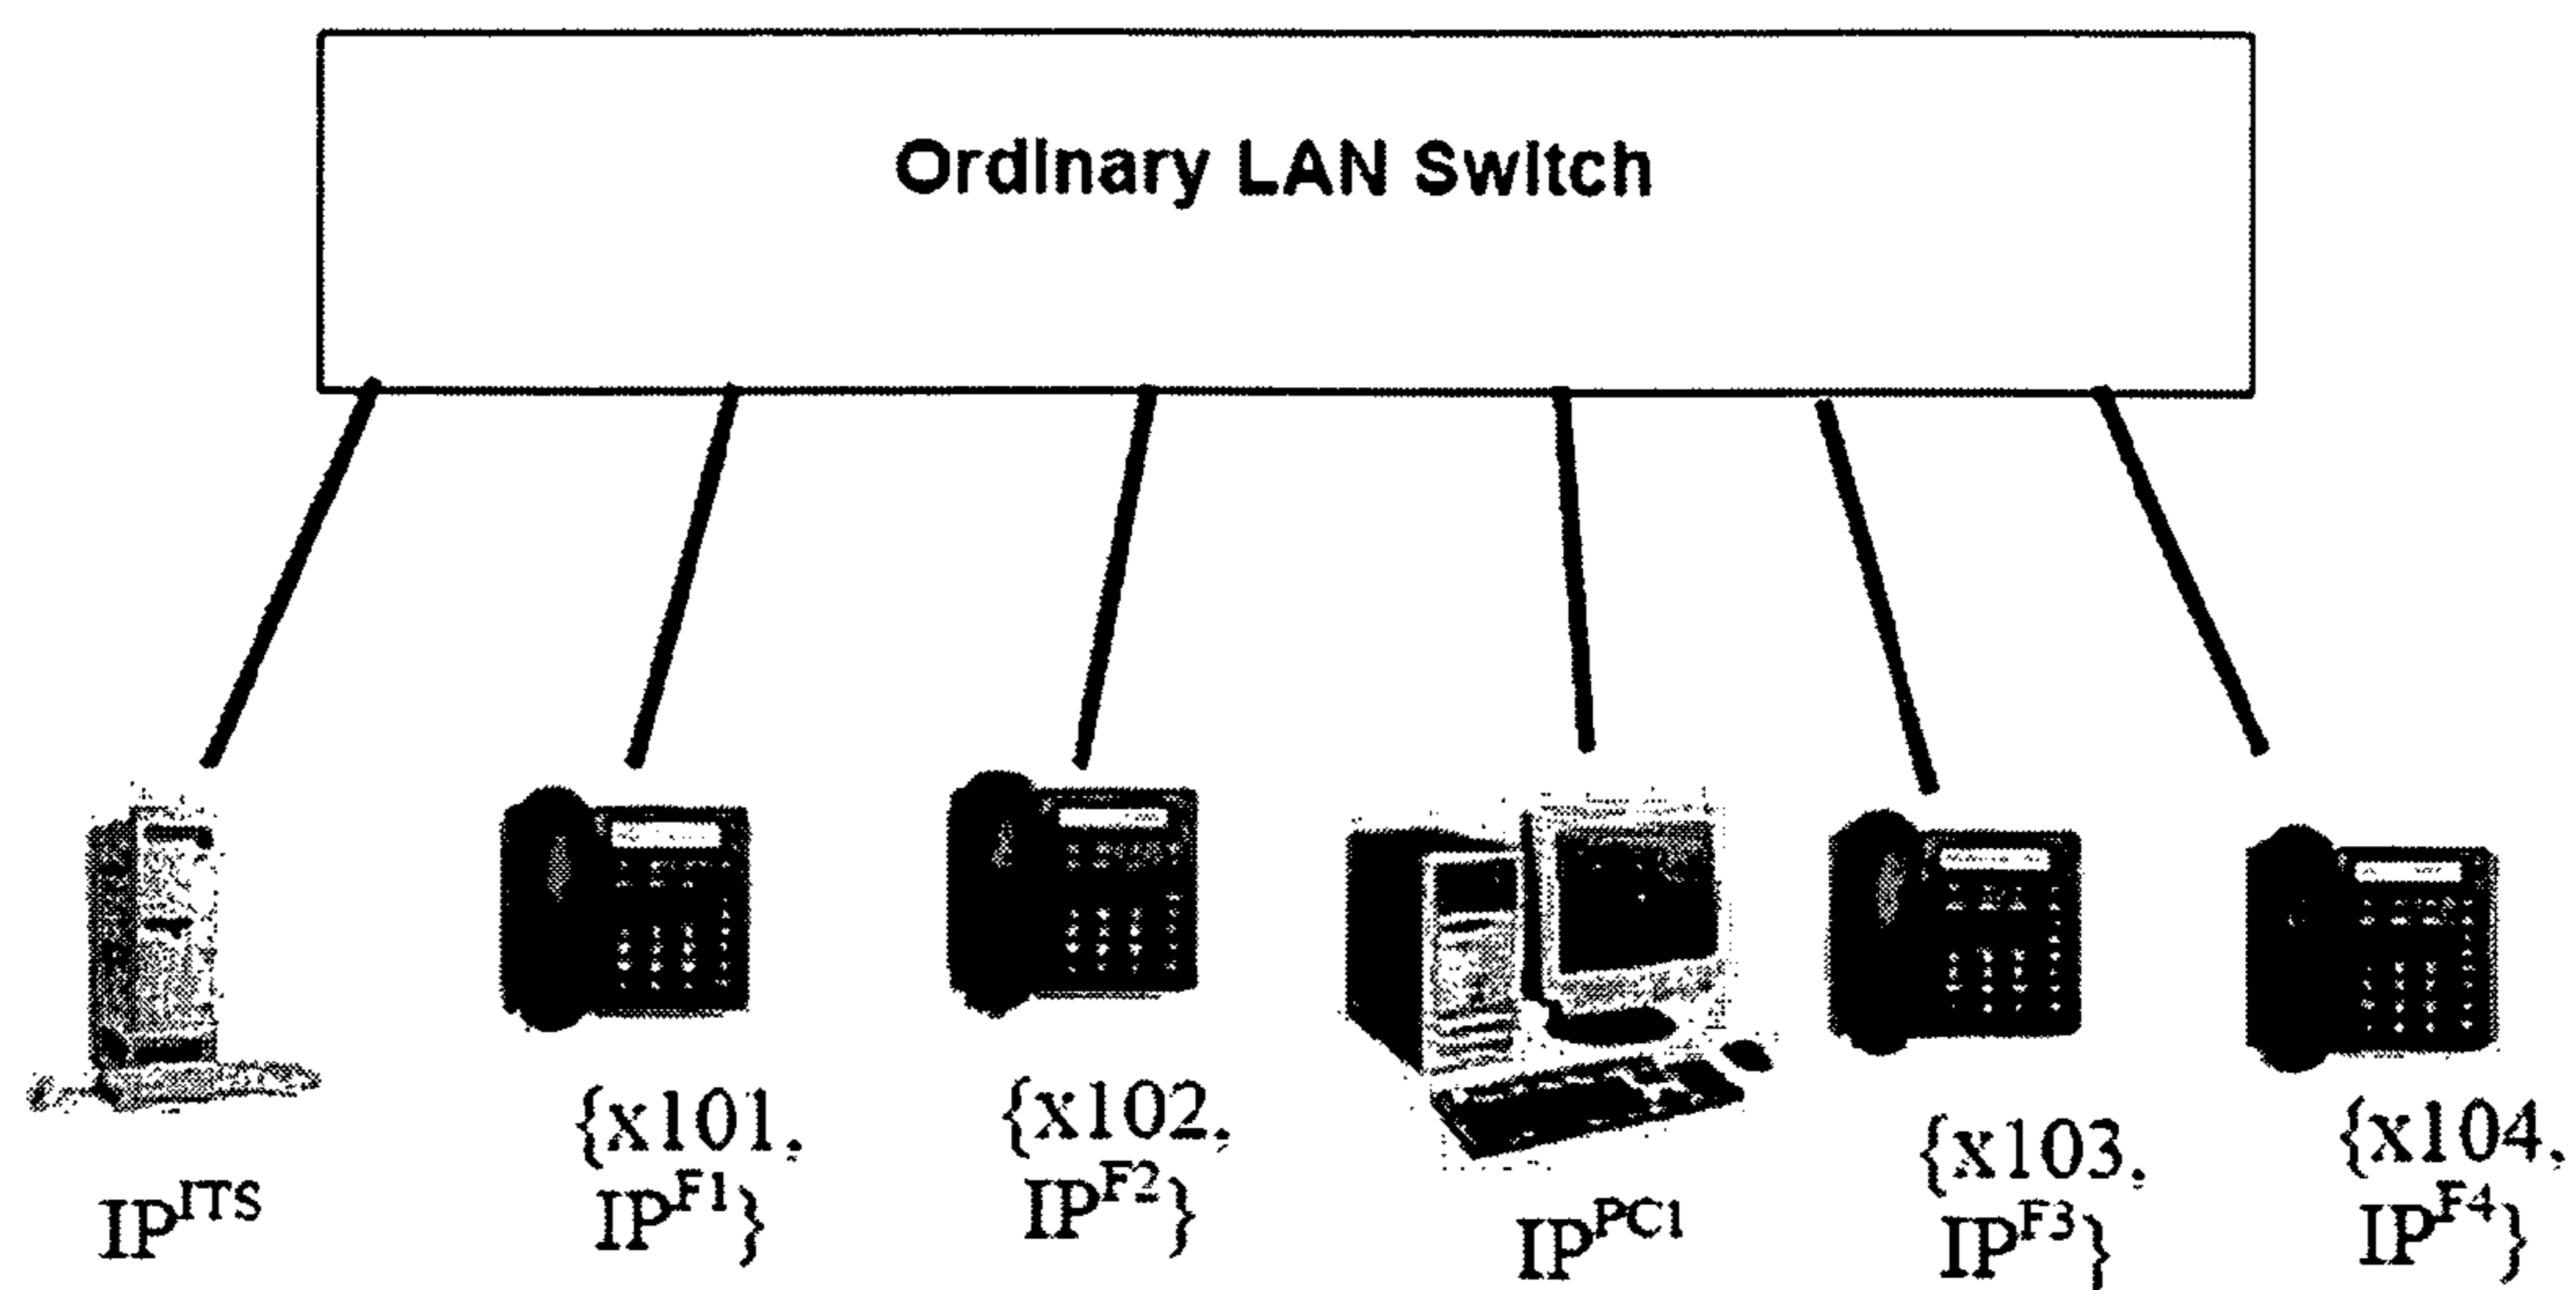 Ordinary LAN Switch
IP^ITS
{x101,
IP^F1}
{x102,
IP^F2}
IP^PC1
{x103,
IP^F3}
{x104,
IP^F4}